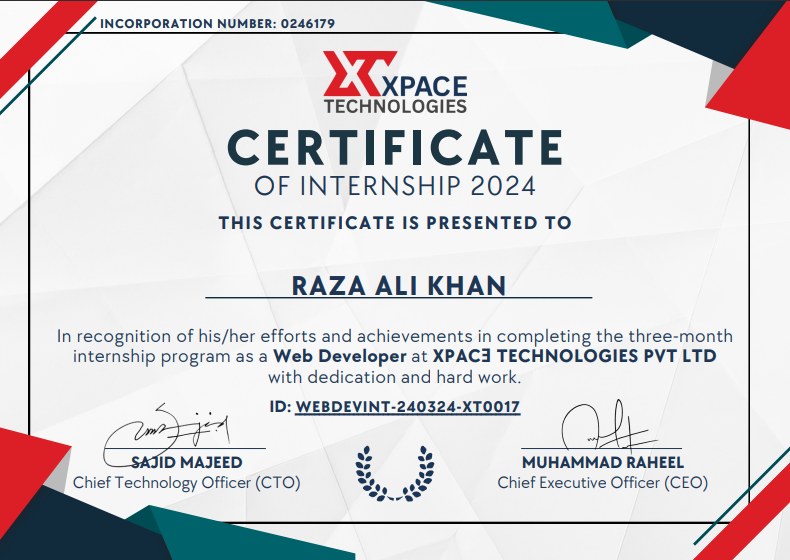 INCORPORATION NUMBER: 0246179
XT XPACE
TECHNOLOGIES
CERTIFICATE
OF INTERNSHIP 2024
THIS CERTIFICATE IS PRESENTED TO
RAZA ALI KHAN
In recognition of his/her efforts and achievements in completing the three-month
internship program as a Web Developer at XPACƎ TECHNOLOGIES PVT LTD
with dedication and hard work.
ID: WEBDEVINT-240324-XT0017
SAJID MAJEED
Chief Technology Officer (CTO)
MUHAMMAD RAHEEL
Chief Executive Officer (CEO)